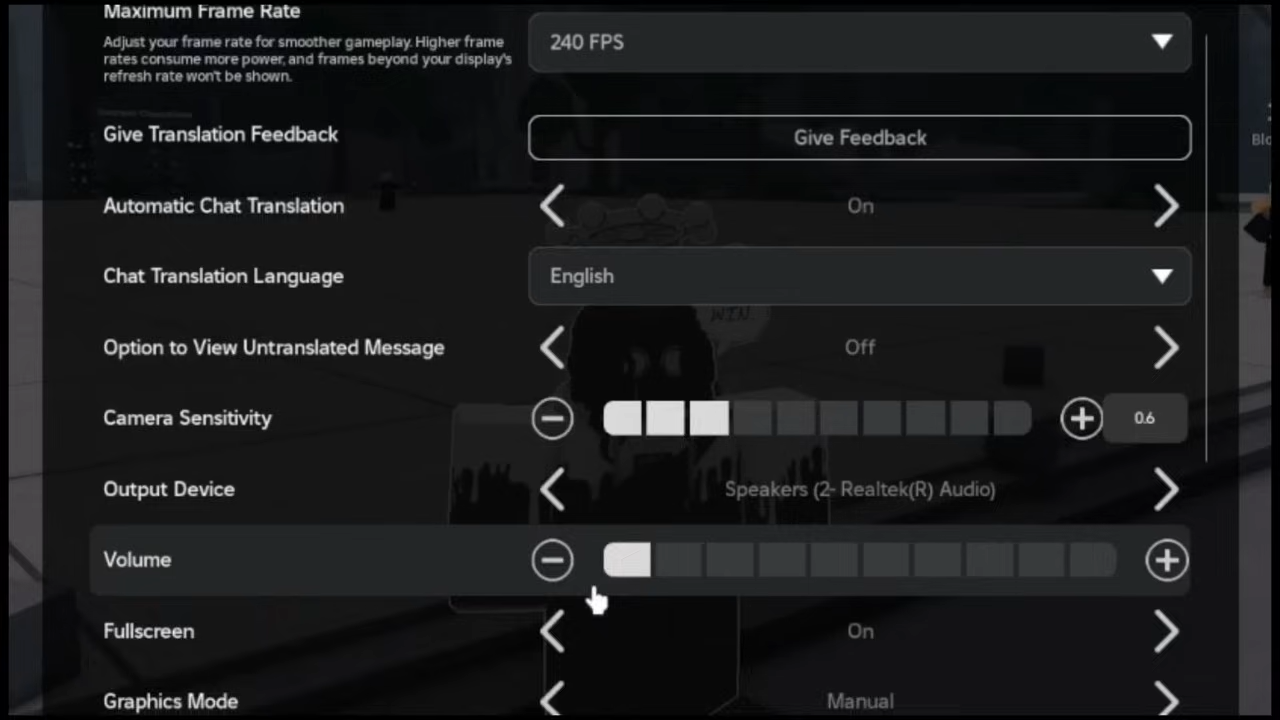 Maximum Frame Rate
240 FPS
Adjust your frame rate for smoother gameplay. Higher frame
rates consume more power, and frames beyond your display's
refresh rate won't be shown.
Give Translation Feedback
Give Feedback
Automatic Chat Translation
On
Chat Translation Language
English
WIN
Option to View Untranslated Message
Off
Camera Sensitivity
0.6
Output Device
Speakers (2- Realtek(R) Audio)
Volume
Fullscreen
On
Graphics Mode
Manual